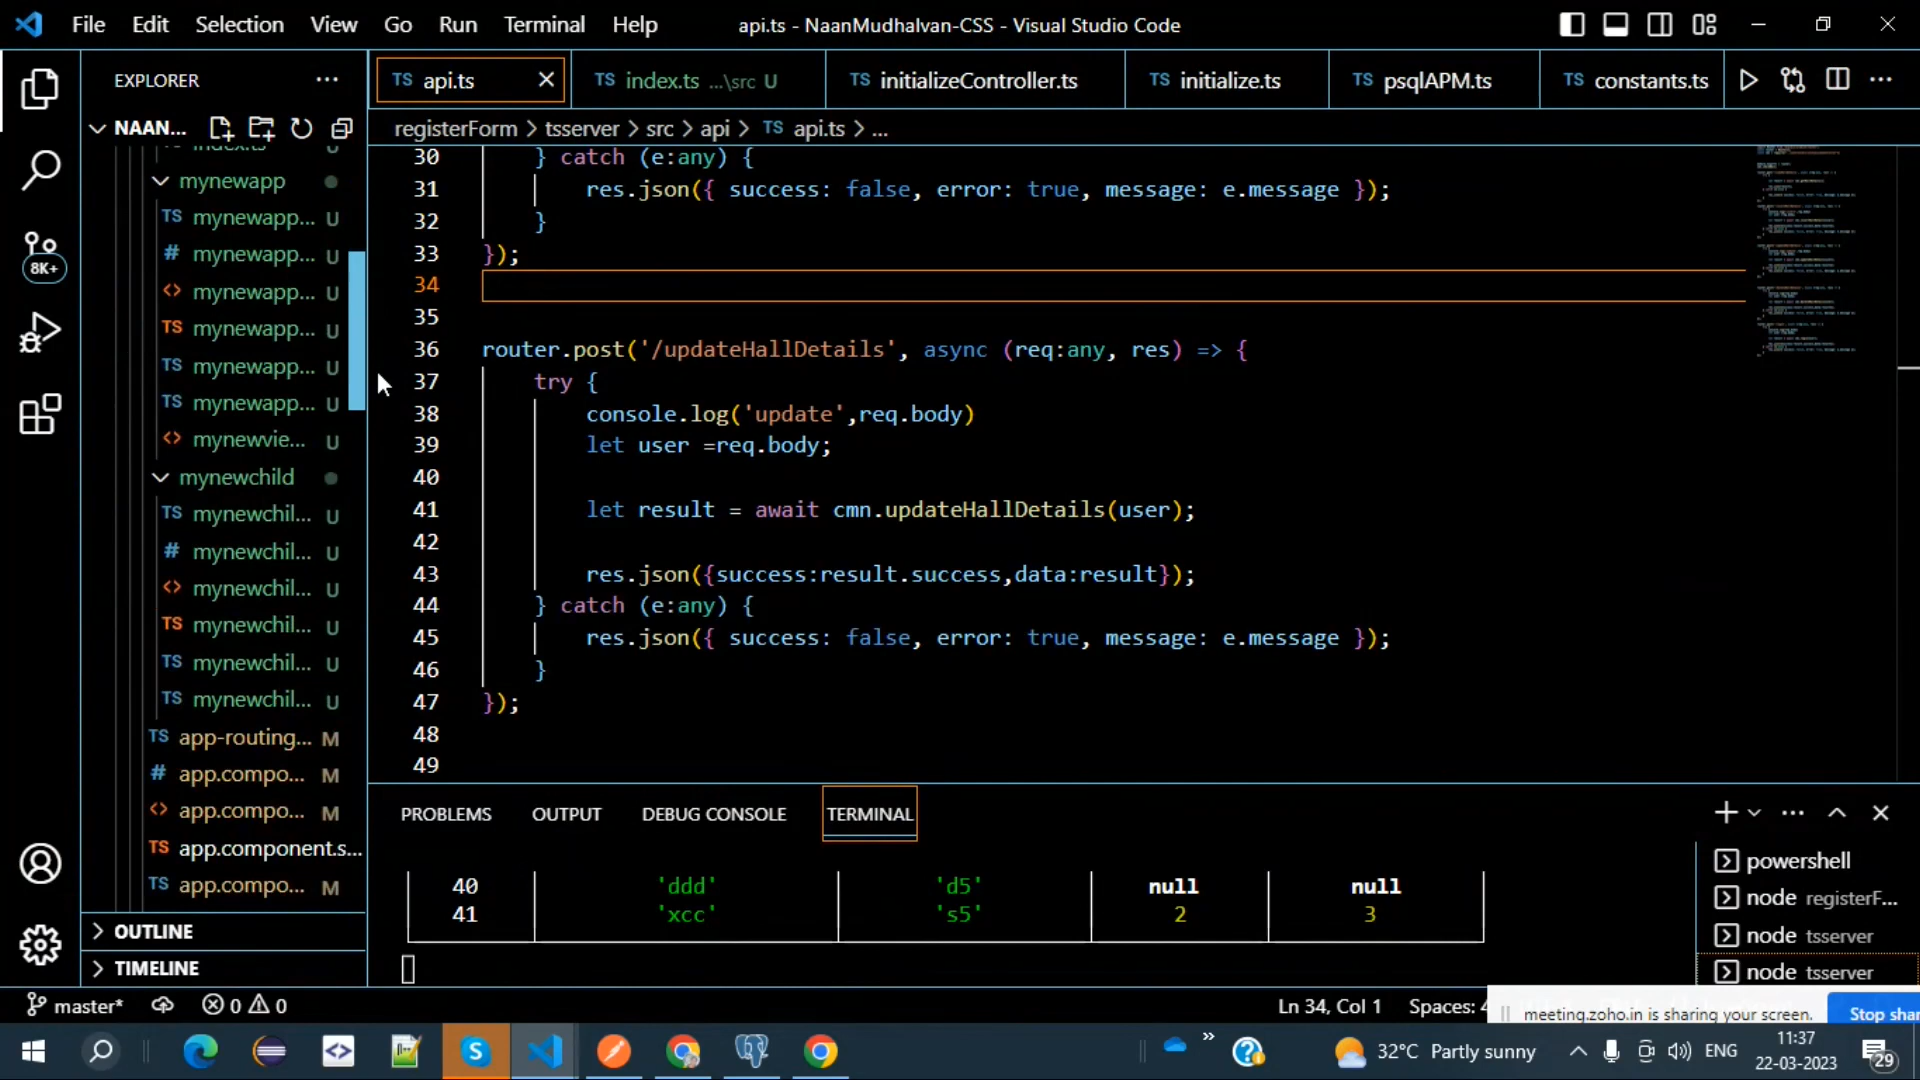 File Edit Selection View Go Run Terminal Help
api.ts - NaanMudhalvan-CSS - Visual Studio Code
EXPLORER ···
TS api.ts
TS index.ts ...\src U
TS initializeController.ts
TS initialize.ts
TS psqlAPM.ts
TS constants.ts
NAAN...
registerForm > tsserver > src > api > TS api.ts > ...
index.ts U
mynewapp
TS mynewapp... U
# mynewapp... U
<> mynewapp... U
TS mynewapp... U
TS mynewapp... U
TS mynewapp... U
<> mynewvie... U
mynewchild
TS mynewchil... U
# mynewchil... U
<> mynewchil... U
TS mynewchil... U
TS mynewchil... U
TS mynewchil... U
TS app-routing... M
# app.compo... M
<> app.compo... M
TS app.component.s...
TS app.compo... M
OUTLINE
TIMELINE
8K+
30 } catch (e:any) {
31 res.json({ success: false, error: true, message: e.message });
32 }
33 });
34
35
36 router.post('/updateHallDetails', async (req:any, res) => {
37 try {
38 console.log('update',req.body)
39 let user =req.body;
40
41 let result = await cmn.updateHallDetails(user);
42
43 res.json({success:result.success,data:result});
44 } catch (e:any) {
45 res.json({ success: false, error: true, message: e.message });
46 }
47 });
48
49
PROBLEMS OUTPUT DEBUG CONSOLE TERMINAL
40 'ddd' 'd5' null null
41 'xcc' 's5' 2 3
powershell
node registerF...
node tsserver
node tsserver
master* 0 0
Ln 34, Col 1 Spaces: 
meeting.zoho.in is sharing your screen.
Stop shar
32°C Partly sunny
ENG
11:37
22-03-2023
29